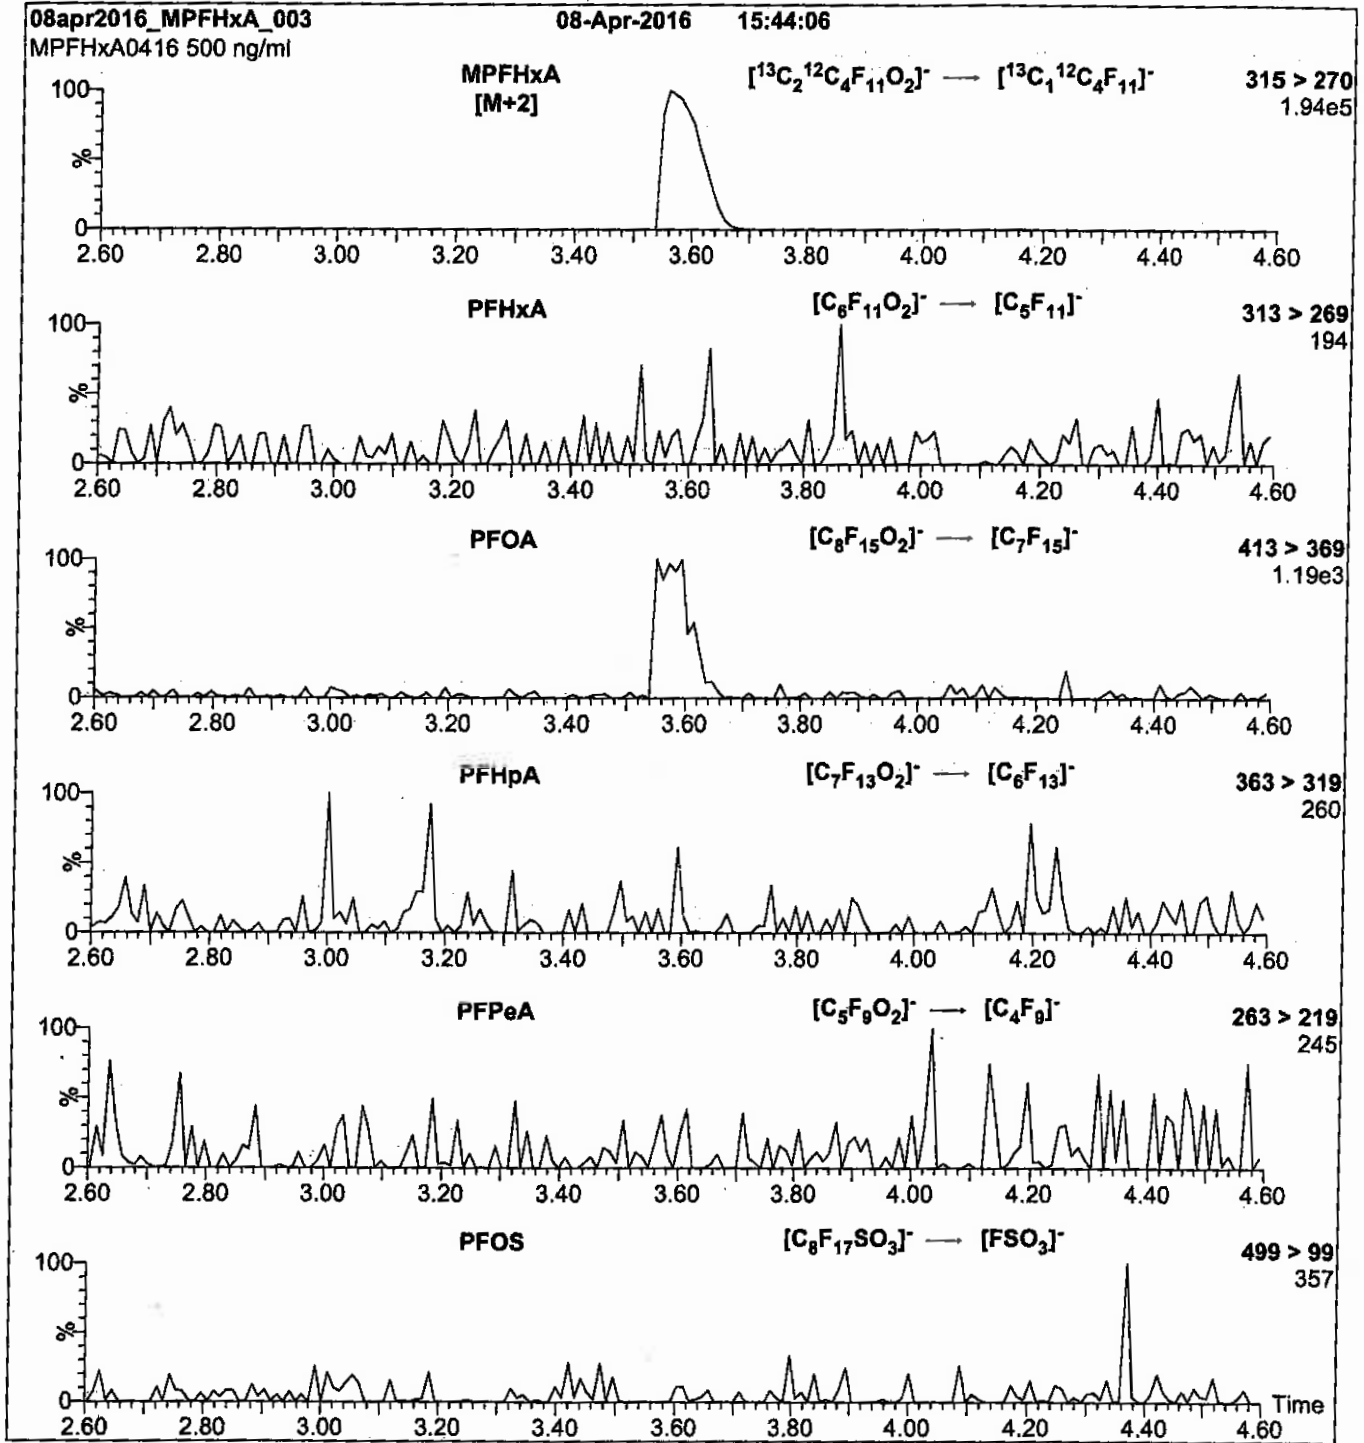 08apr2016_MPFHxA_003 08-Apr-2016 15:44:06
MPFHxA0416 500 ng/ml
MPFHxA [¹³C₂¹²C₄F₁₁O₂]⁻ → [¹³C₁¹²C₄F₁₁]⁻ 315 > 270
[M+2] 1.94e5
100
%
0
2.60 2.80 3.00 3.20 3.40 3.60 3.80 4.00 4.20 4.40 4.60
PFHxA [C₆F₁₁O₂]⁻ → [C₅F₁₁]⁻ 313 > 269
194
100
%
0
2.60 2.80 3.00 3.20 3.40 3.60 3.80 4.00 4.20 4.40 4.60
PFOA [C₈F₁₅O₂]⁻ → [C₇F₁₅]⁻ 413 > 369
1.19e3
100
%
0
2.60 2.80 3.00 3.20 3.40 3.60 3.80 4.00 4.20 4.40 4.60
PFHpA [C₇F₁₃O₂]⁻ → [C₆F₁₃]⁻ 363 > 319
260
100
%
0
2.60 2.80 3.00 3.20 3.40 3.60 3.80 4.00 4.20 4.40 4.60
PFPeA [C₅F₉O₂]⁻ → [C₄F₉]⁻ 263 > 219
245
100
%
0
2.60 2.80 3.00 3.20 3.40 3.60 3.80 4.00 4.20 4.40 4.60
PFOS [C₈F₁₇SO₃]⁻ → [FSO₃]⁻ 499 > 99
357
100
%
0 Time
2.60 2.80 3.00 3.20 3.40 3.60 3.80 4.00 4.20 4.40 4.60